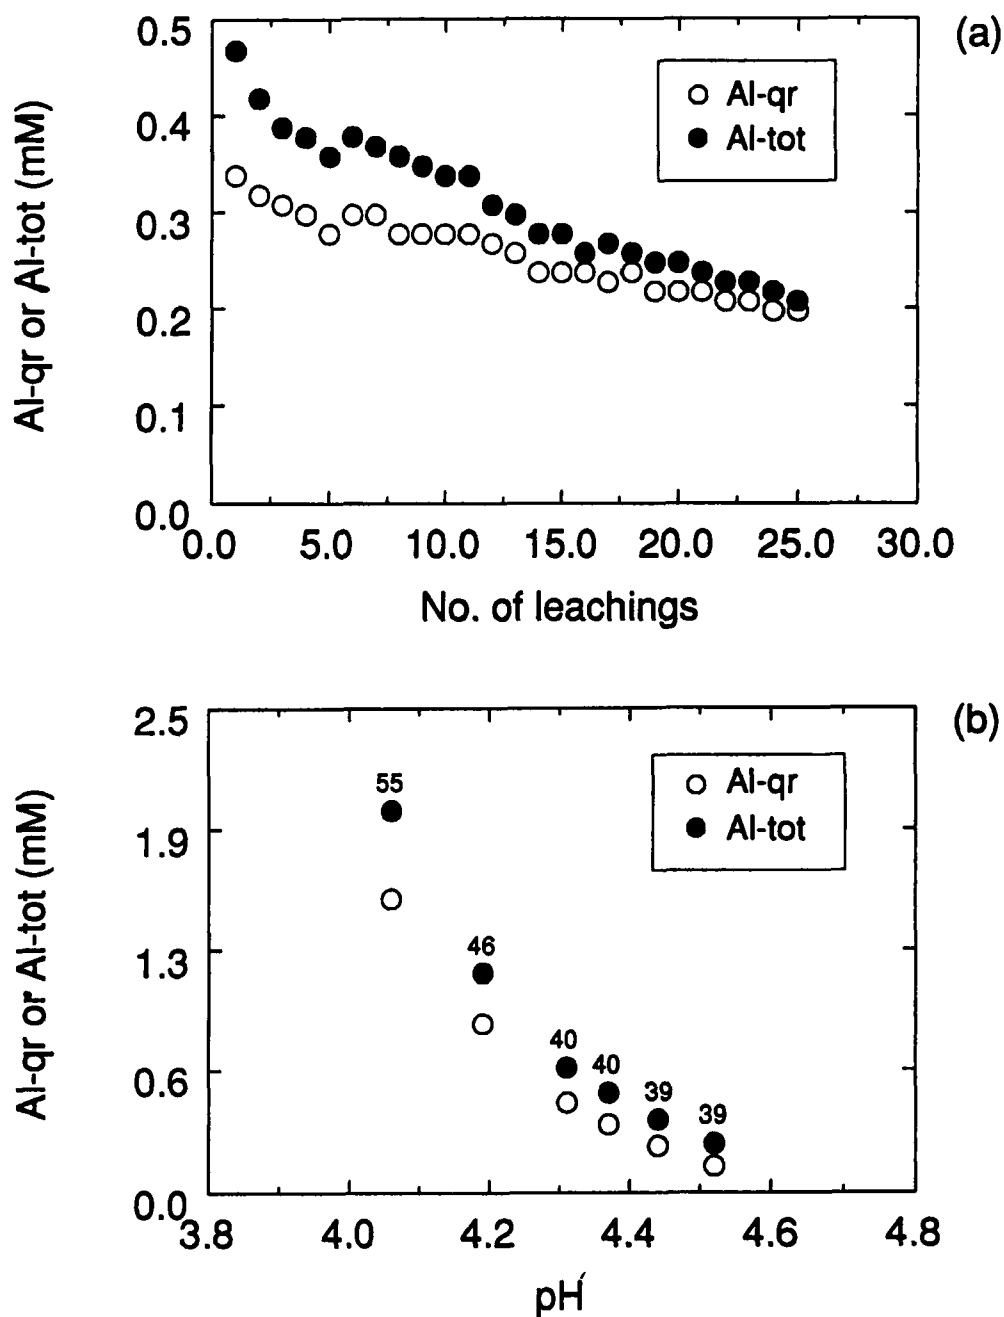 (a)
Al-qr or Al-tot (mM)
0.5
0.4
0.3
0.2
0.1
0.0
Al-qr
Al-tot
0.0 5.0 10.0 15.0 20.0 25.0 30.0
No. of leachings
(b)
Al-qr or Al-tot (mM)
2.5
1.9
1.3
0.6
0.0
Al-qr
Al-tot
55
46
40
40
39
39
3.8 4.0 4.2 4.4 4.6 4.8
pH